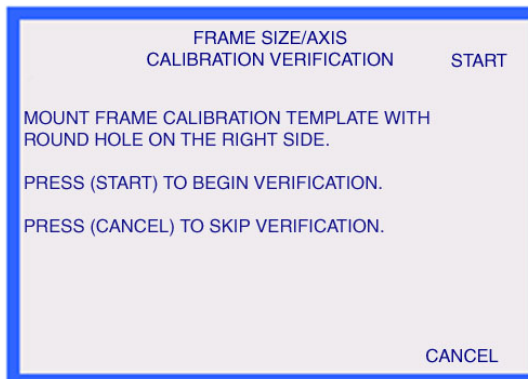 FRAME SIZE/AXIS
CALIBRATION VERIFICATION
START
MOUNT FRAME CALIBRATION TEMPLATE WITH
ROUND HOLE ON THE RIGHT SIDE.
PRESS (START) TO BEGIN VERIFICATION.
PRESS (CANCEL) TO SKIP VERIFICATION.
CANCEL